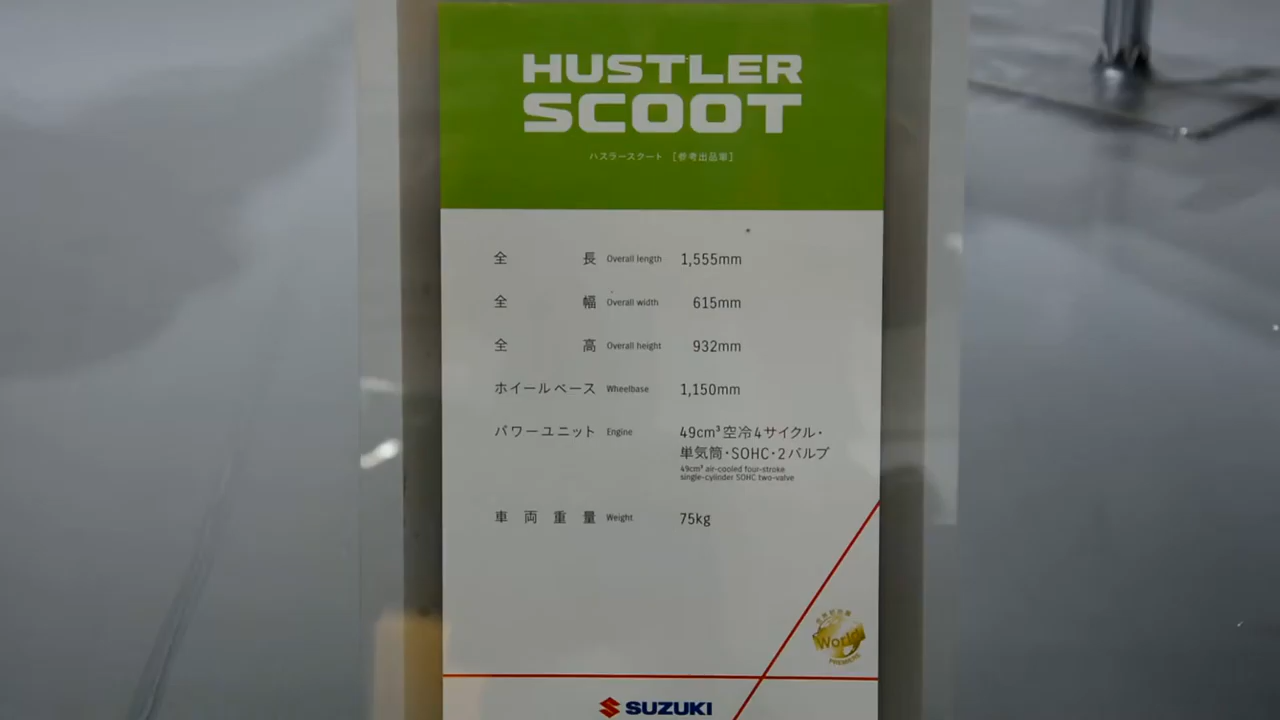 HUSTLER
SCOOT
ハスラースクート [参考出品車]
全長 Overall length 1,555mm
全幅 Overall width 615mm
全高 Overall height 932mm
ホイールベース Wheelbase 1,150mm
パワーユニット Engine 49cm³空冷4サイクル・
単気筒・SOHC・2バルブ
49cm³ air-cooled four-stroke
single-cylinder SOHC two-valve
車両重量 Weight 75kg
World
PREMIERE
SUZUKI